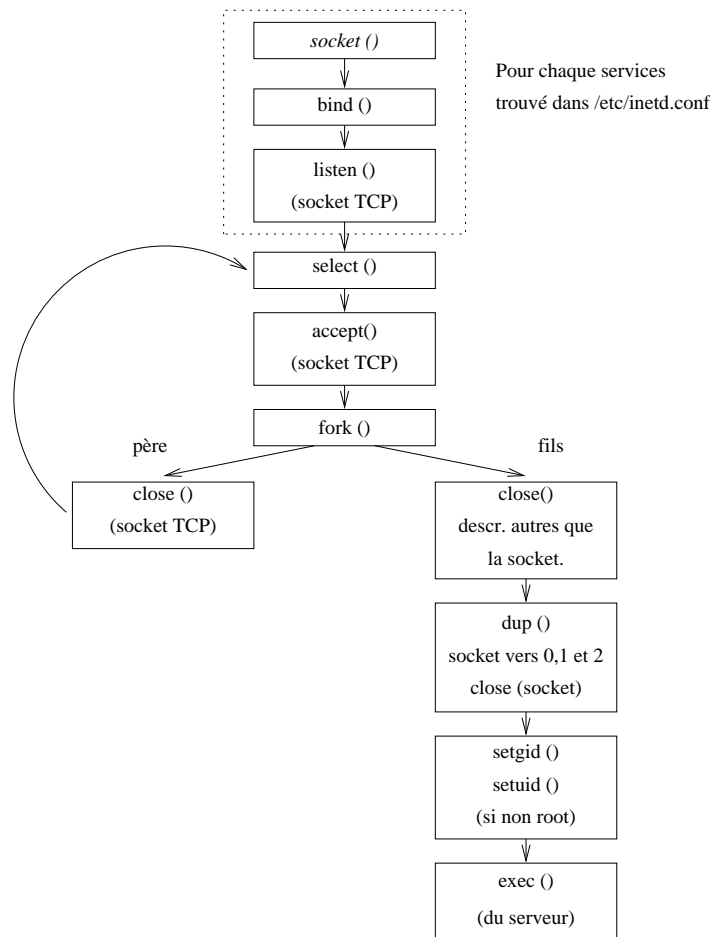 socket ()
Pour chaque services
trouvé dans /etc/inetd.conf
bind ()
listen ()
(socket TCP)
select ()
accept()
(socket TCP)
fork ()
père
fils
close ()
(socket TCP)
close()
descr. autres que
la socket.
dup ()
socket vers 0,1 et 2
close (socket)
setgid ()
setuid ()
(si non root)
exec ()
(du serveur)